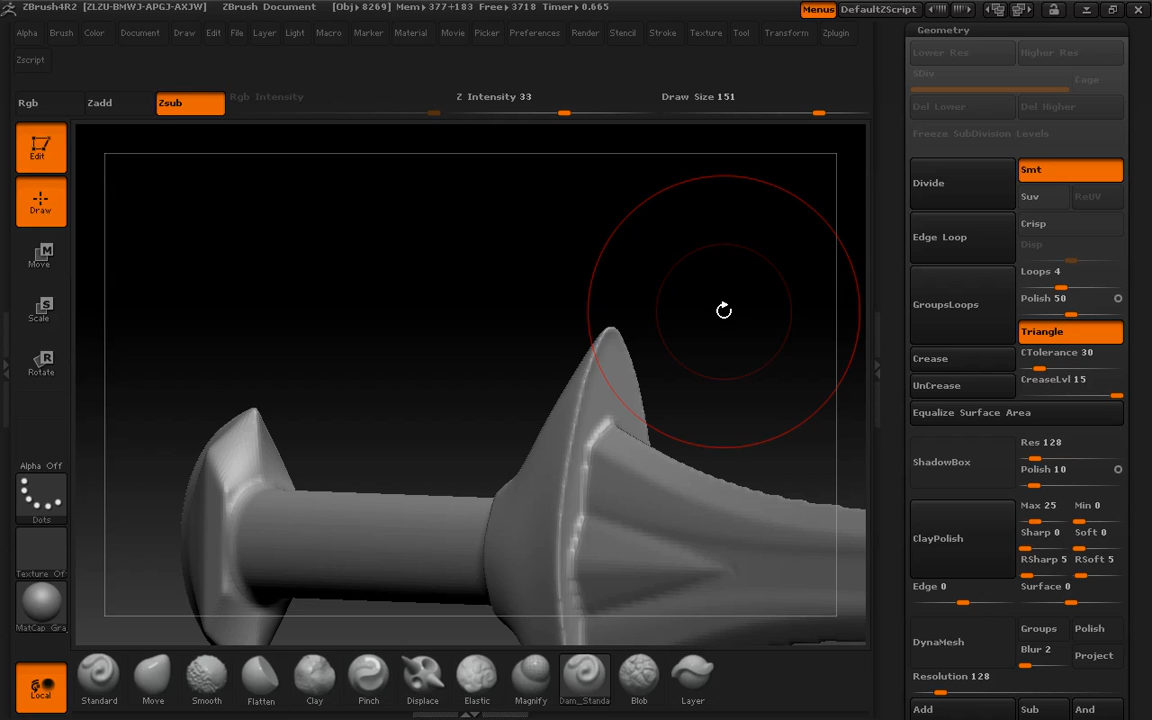 ZBrush4R2 [ZLZU-BMWJ-APGJ-AXJW] ZBrush Document [Obj▸8269] Mem▸377+183 Free▸3718 Timer▸0.665 Menus DefaultZScript
Alpha Brush Color Document Draw Edit File Layer Light Macro Marker Material Movie Picker Preferences Render Stencil Stroke Texture Tool Transform Zplugin
Zscript
Rgb Zadd Zsub Rgb Intensity Z Intensity 33 Draw Size 151
Edit
Draw
M
Move
S
Scale
R
Rotate
Alpha Off
Dots
Texture Of
MatCap Gra
Local
Standard Move Smooth Flatten Clay Pinch Displace Elastic Magnify Dam_Standa Blob Layer
Geometry
Lower Res Higher Res
SDiv Cage
Del Lower Del Higher
Freeze SubDivision Levels
Divide Smt
Suv ReUV
Edge Loop Crisp
Disp
GroupsLoops Loops 4
Polish 50
Triangle
Crease CTolerance 30
UnCrease CreaseLvl 15
Equalize Surface Area
ShadowBox Res 128
Polish 10
ClayPolish Max 25 Min 0
Sharp 0 Soft 0
RSharp 5 RSoft 5
Edge 0 Surface 0
DynaMesh Groups Polish
Blur 2 Project
Resolution 128
Add Sub And